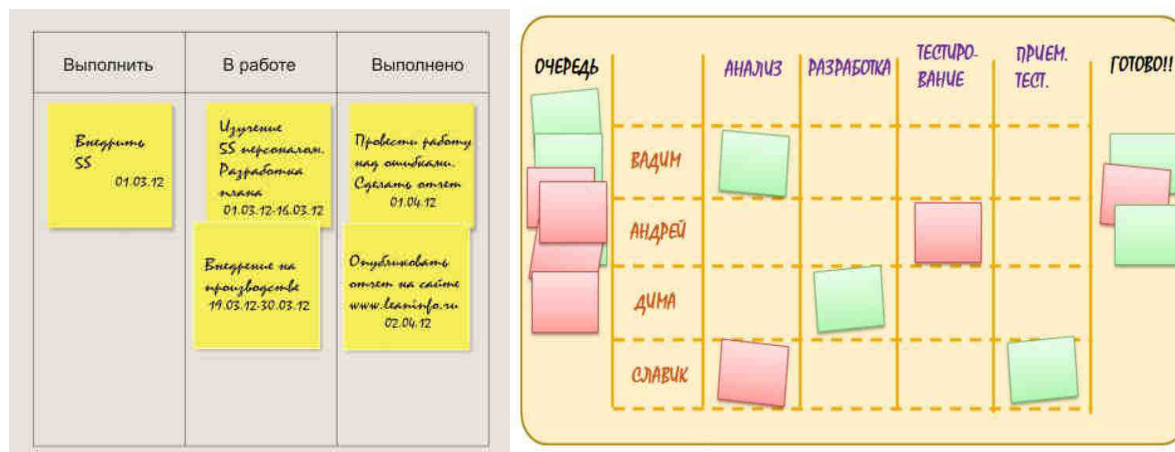 Выполнить
В работе
Выполнено
Внедрить
5S
01.03.12
Изучение
5S персоналом.
Разработка
плана
01.03.12-16.03.12
Внедрение на
производстве
19.03.12-30.03.12
Провести работу
над ошибками.
Сделать отчет
01.04.12
Опубликовать
отчет на сайте
www.leaninfo.ru
02.04.12
ОЧЕРЕДЬ
АНАЛИЗ
РАЗРАБОТКА
ТЕСТИРО-
ВАНИЕ
ПРИЕМ.
ТЕСТ.
ГОТОВО!!
ВАДИМ
АНДРЕЙ
ДИМА
СЛАВИК